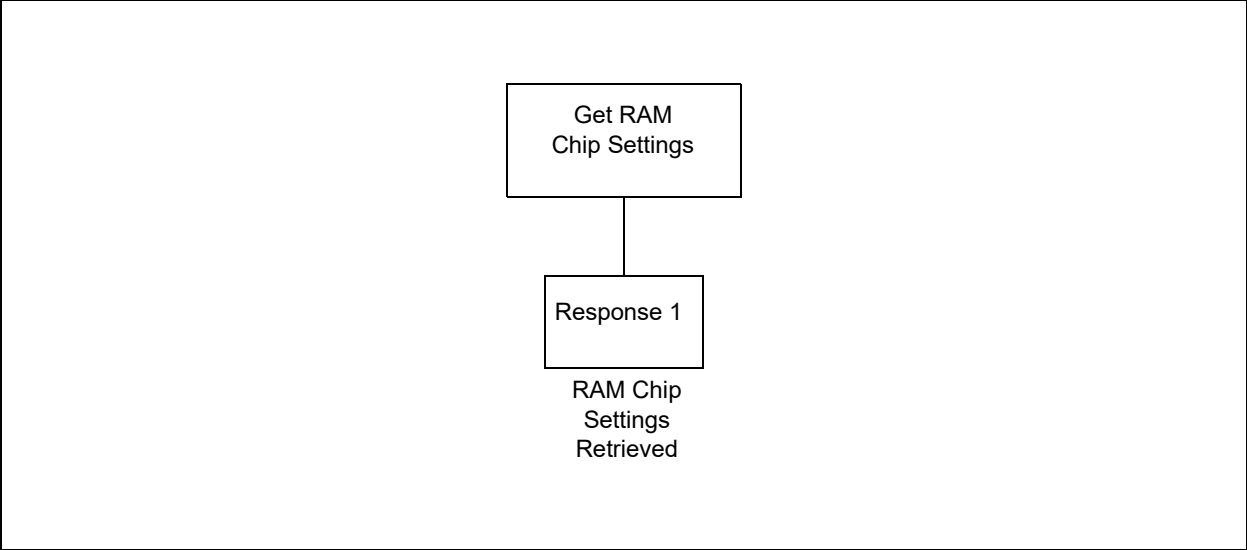 Get RAM
Chip Settings
Response 1
RAM Chip
Settings
Retrieved